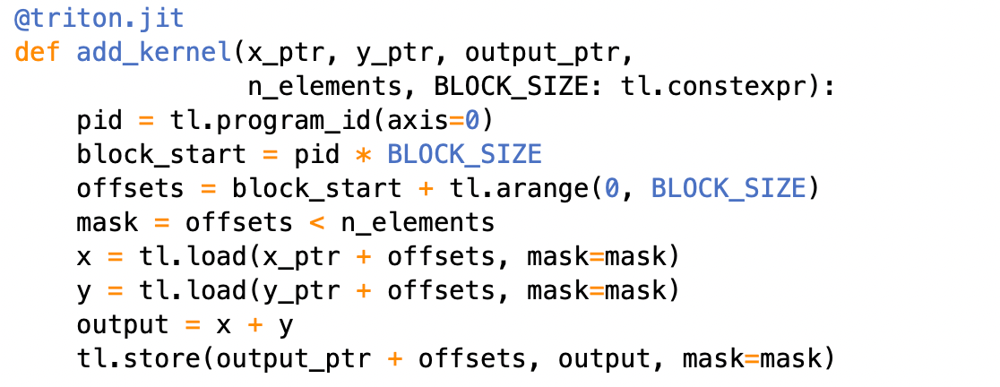 @triton.jit
def add_kernel(x_ptr, y_ptr, output_ptr,
               n_elements, BLOCK_SIZE: tl.constexpr):
    pid = tl.program_id(axis=0)
    block_start = pid * BLOCK_SIZE
    offsets = block_start + tl.arange(0, BLOCK_SIZE)
    mask = offsets < n_elements
    x = tl.load(x_ptr + offsets, mask=mask)
    y = tl.load(y_ptr + offsets, mask=mask)
    output = x + y
    tl.store(output_ptr + offsets, output, mask=mask)